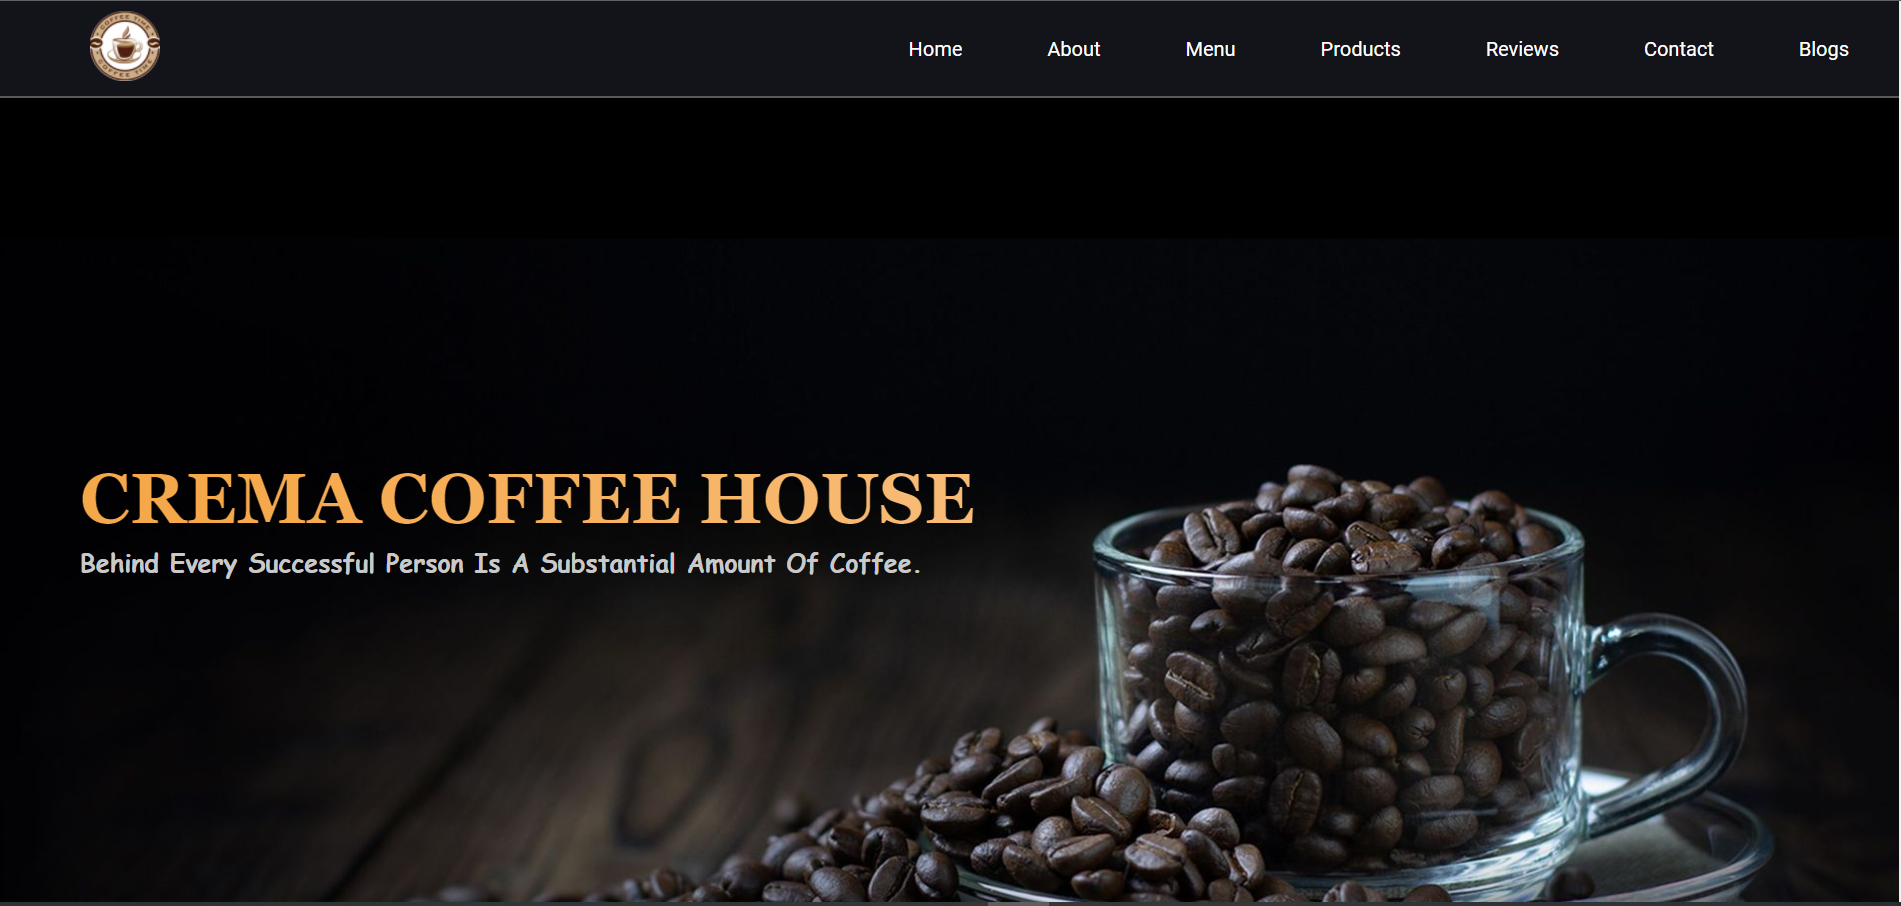 COFFEE TIME
COFFEE TIME
Home About Menu Products Reviews Contact Blogs
CREMA COFFEE HOUSE
Behind Every Successful Person Is A Substantial Amount Of Coffee.